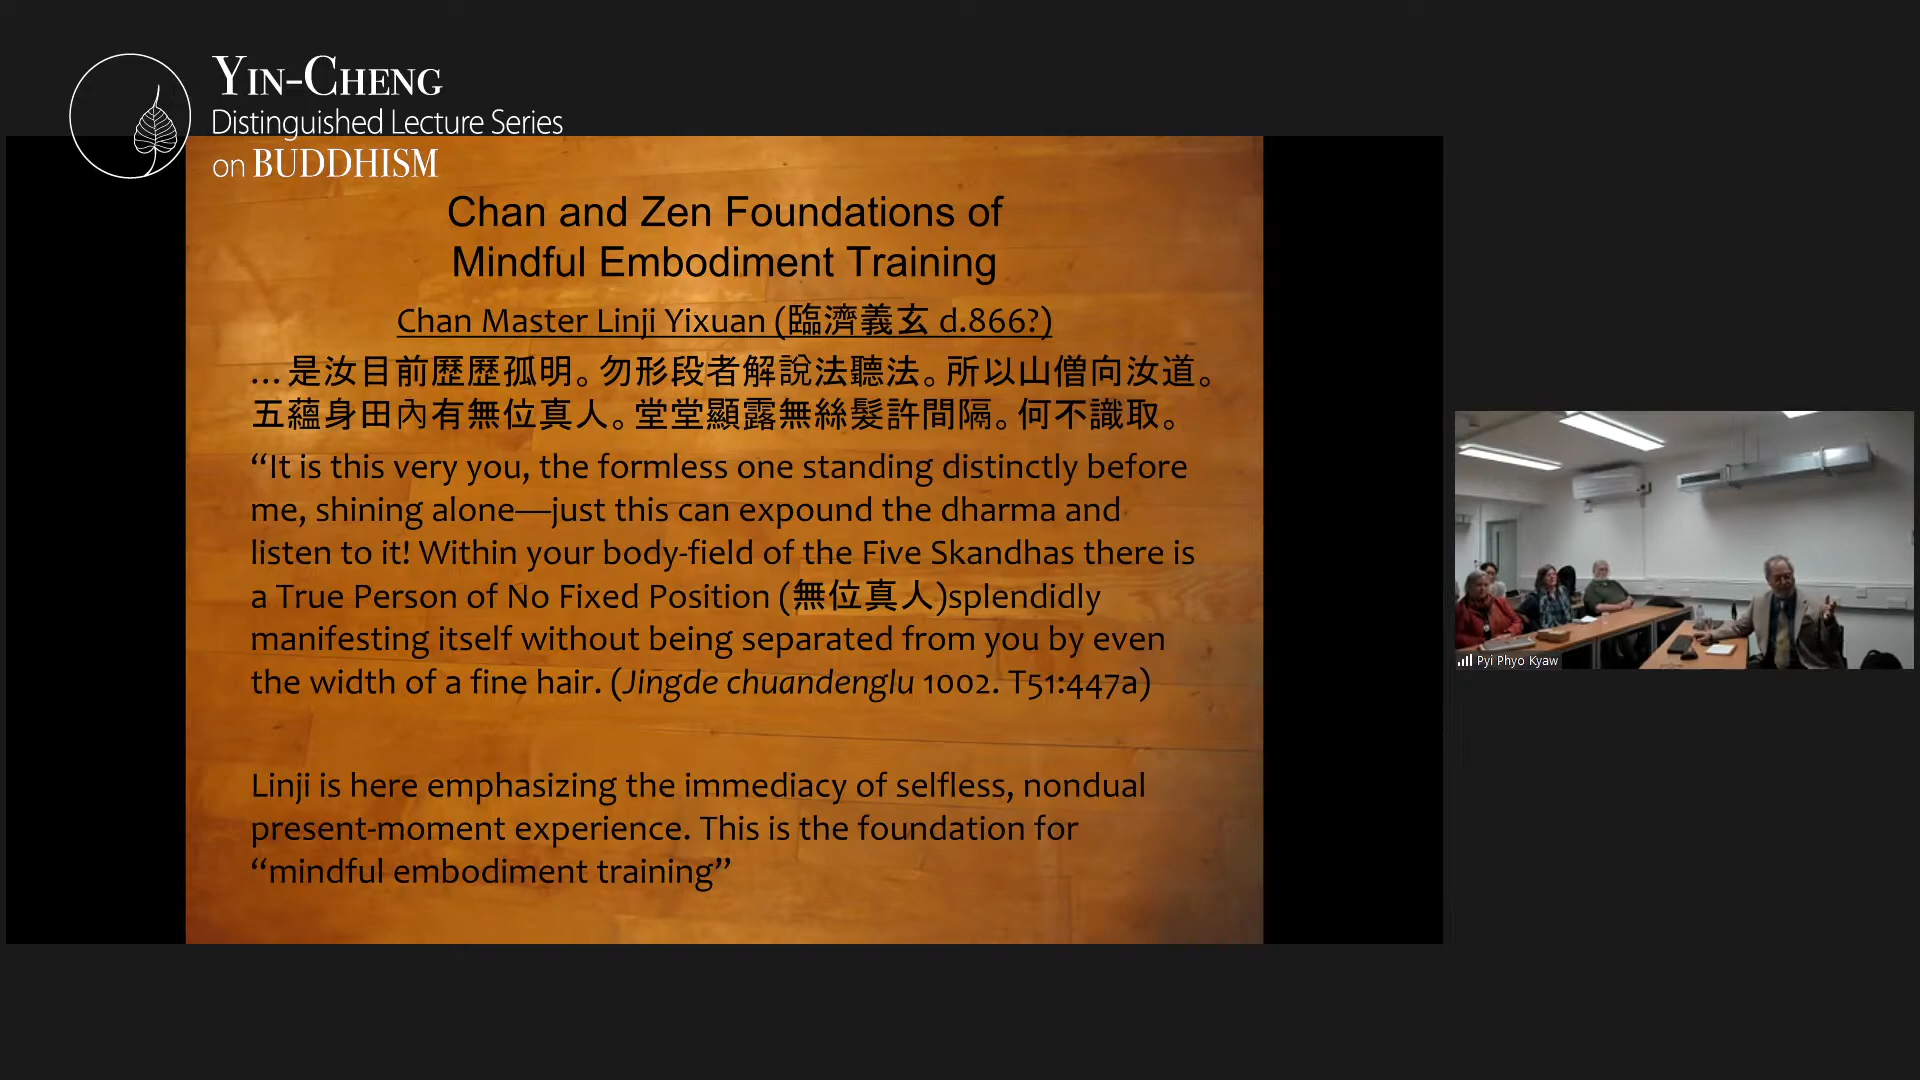 YIN-CHENG
Distinguished Lecture Series
on BUDDHISM
Chan and Zen Foundations of
Mindful Embodiment Training
Chan Master Linji Yixuan (臨濟義玄 d.866?)
…是汝目前歷歷孤明。勿形段者解說法聽法。所以山僧向汝道。
五蘊身田內有無位真人。堂堂顯露無絲髮許間隔。何不識取。
“It is this very you, the formless one standing distinctly before
me, shining alone—just this can expound the dharma and
listen to it! Within your body-field of the Five Skandhas there is
a True Person of No Fixed Position (無位真人)splendidly
manifesting itself without being separated from you by even
the width of a fine hair. (Jingde chuandenglu 1002. T51:447a)
Linji is here emphasizing the immediacy of selfless, nondual
present-moment experience. This is the foundation for
“mindful embodiment training”
Pyi Phyo Kyaw